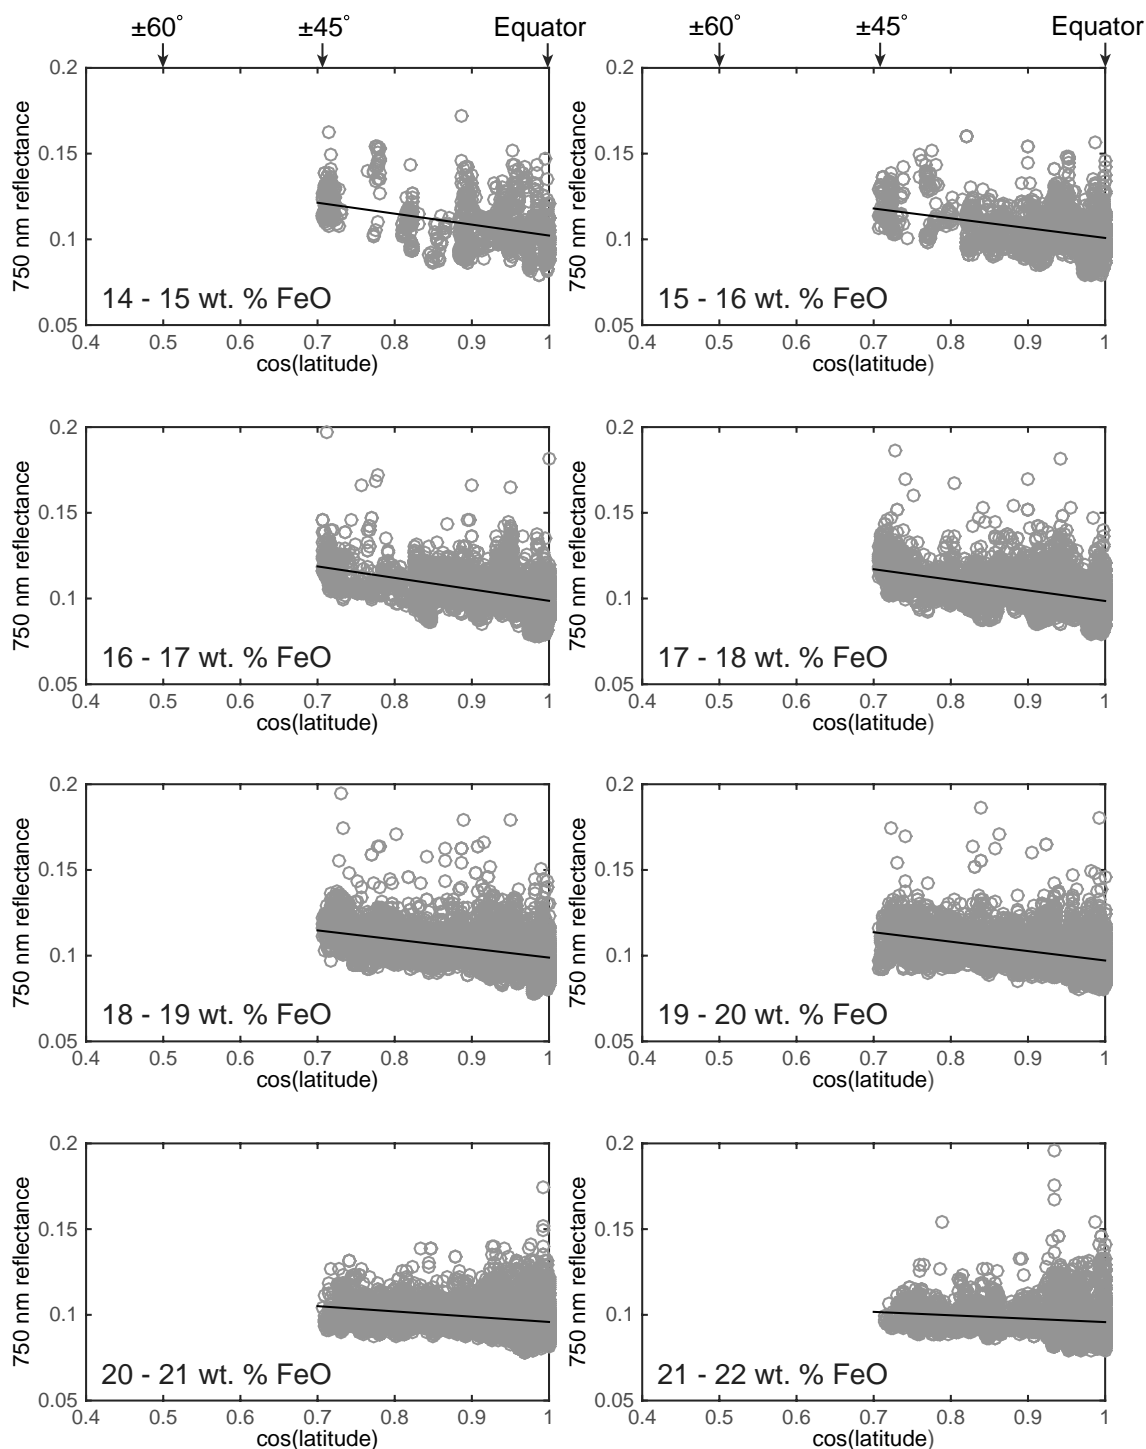 ±60° ±45° Equator ±60° ±45° Equator
0.2 0.2
0.15 0.15
0.1 0.1
0.05 0.05
750 nm reflectance 750 nm reflectance
14 - 15 wt. % FeO 15 - 16 wt. % FeO
0.4 0.5 0.6 0.7 0.8 0.9 1 0.4 0.5 0.6 0.7 0.8 0.9 1
cos(latitude) cos(latitude)
0.2 0.2
0.15 0.15
0.1 0.1
0.05 0.05
750 nm reflectance 750 nm reflectance
16 - 17 wt. % FeO 17 - 18 wt. % FeO
0.4 0.5 0.6 0.7 0.8 0.9 1 0.4 0.5 0.6 0.7 0.8 0.9 1
cos(latitude) cos(latitude)
0.2 0.2
0.15 0.15
0.1 0.1
0.05 0.05
750 nm reflectance 750 nm reflectance
18 - 19 wt. % FeO 19 - 20 wt. % FeO
0.4 0.5 0.6 0.7 0.8 0.9 1 0.4 0.5 0.6 0.7 0.8 0.9 1
cos(latitude) cos(latitude)
0.2 0.2
0.15 0.15
0.1 0.1
0.05 0.05
750 nm reflectance 750 nm reflectance
20 - 21 wt. % FeO 21 - 22 wt. % FeO
0.4 0.5 0.6 0.7 0.8 0.9 1 0.4 0.5 0.6 0.7 0.8 0.9 1
cos(latitude) cos(latitude)